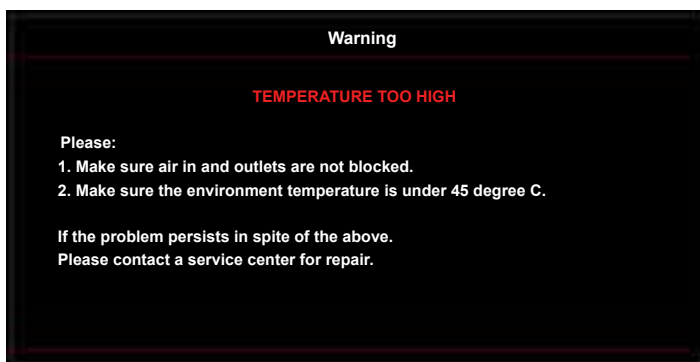 Warning
TEMPERATURE TOO HIGH
Please:
1. Make sure air in and outlets are not blocked.
2. Make sure the environment temperature is under 45 degree C.
If the problem persists in spite of the above.
Please contact a service center for repair.